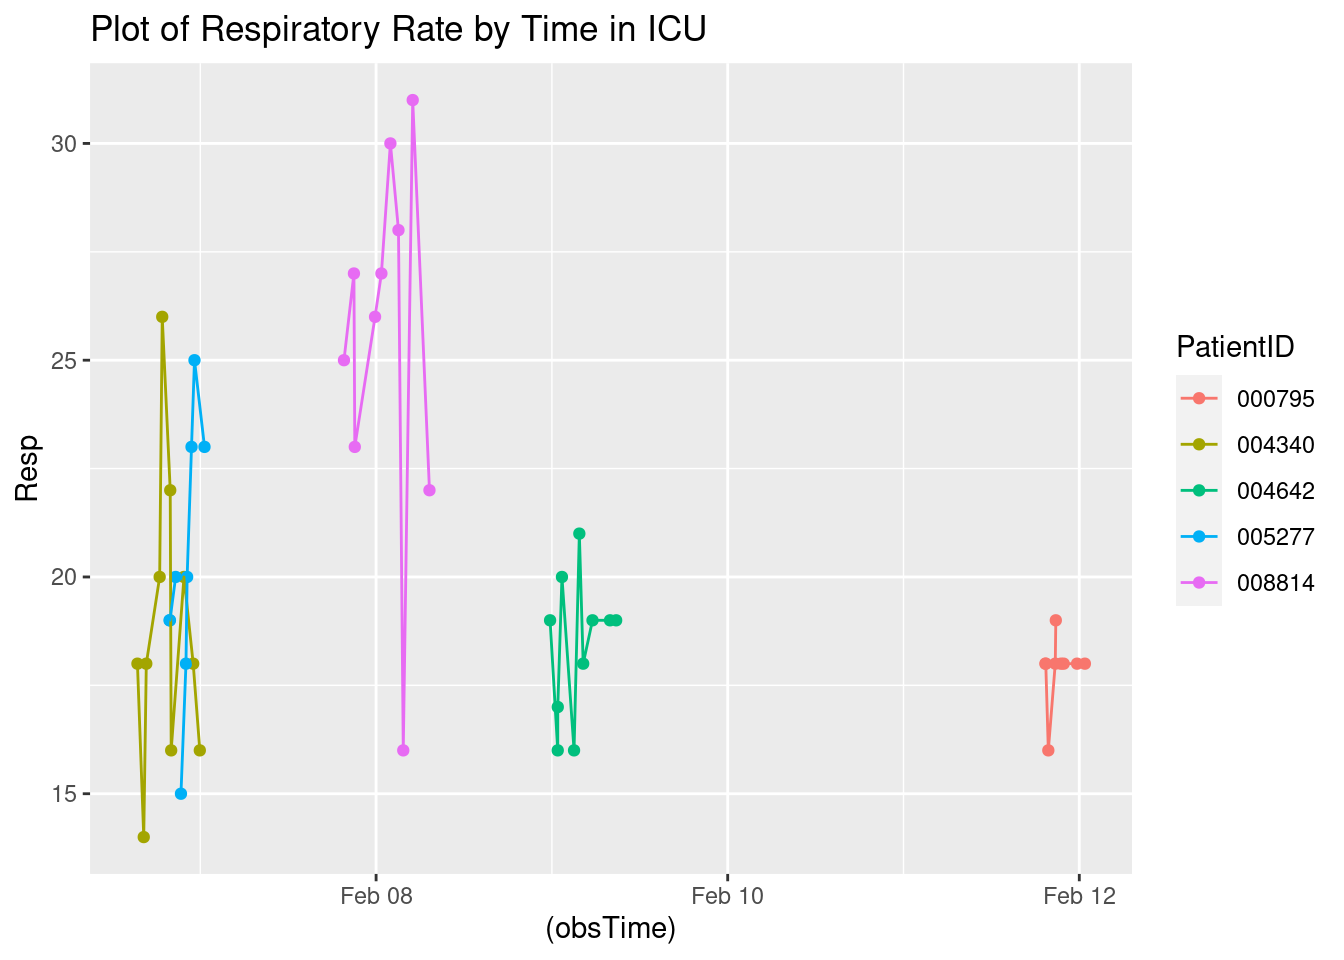 Plot of Respiratory Rate by Time in ICU
30
25
20
15
Resp
Feb 08
Feb 10
Feb 12
(obsTime)
PatientID
000795
004340
004642
005277
008814